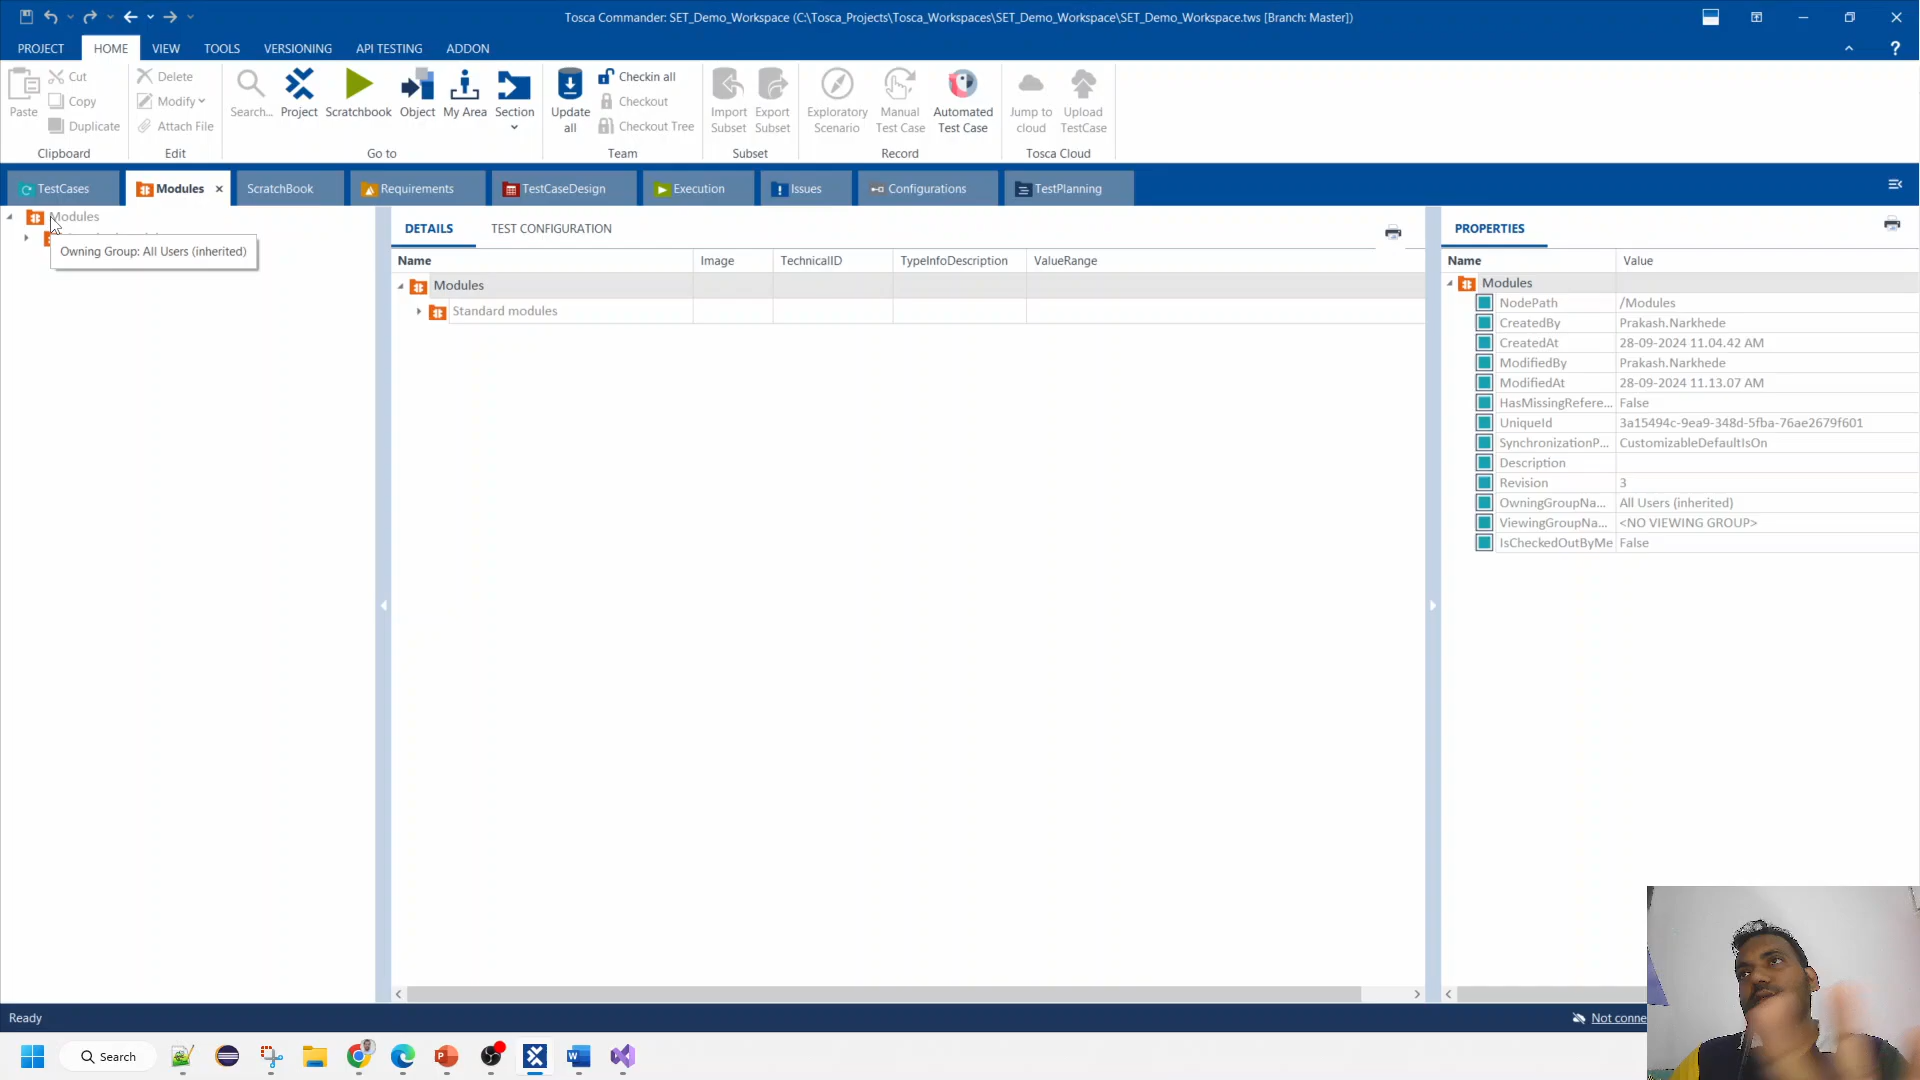 Tosca Commander: SET_Demo_Workspace (C:\Tosca_Projects\Tosca_Workspaces\SET_Demo_Workspace\SET_Demo_Workspace.tws [Branch: Master])
PROJECT HOME VIEW TOOLS VERSIONING API TESTING ADDON
Paste
Cut
Copy
Duplicate
Clipboard
Delete
Modify
Attach File
Edit
Search...
Project
Scratchbook
Object
My Area
Section
Go to
Update all
Checkin all
Checkout
Checkout Tree
Team
Import Subset
Export Subset
Subset
Exploratory Scenario
Manual Test Case
Automated Test Case
Record
Jump to cloud
Upload TestCase
Tosca Cloud
TestCases Modules ScratchBook Requirements TestCaseDesign Execution Issues Configurations TestPlanning
Modules
Owning Group: All Users (inherited)
DETAILS TEST CONFIGURATION
Name Image TechnicalID TypeInfoDescription ValueRange
Modules
Standard modules
PROPERTIES
Name Value
Modules
NodePath /Modules
CreatedBy Prakash.Narkhede
CreatedAt 28-09-2024 11.04.42 AM
ModifiedBy Prakash.Narkhede
ModifiedAt 28-09-2024 11.13.07 AM
HasMissingRefere... False
UniqueId 3a15494c-9ea9-348d-5fba-76ae2679f601
SynchronizationP... CustomizableDefaultIsOn
Description
Revision 3
OwningGroupNa... All Users (inherited)
ViewingGroupNa... <NO VIEWING GROUP>
IsCheckedOutByMe False
Ready
Not conne
Search